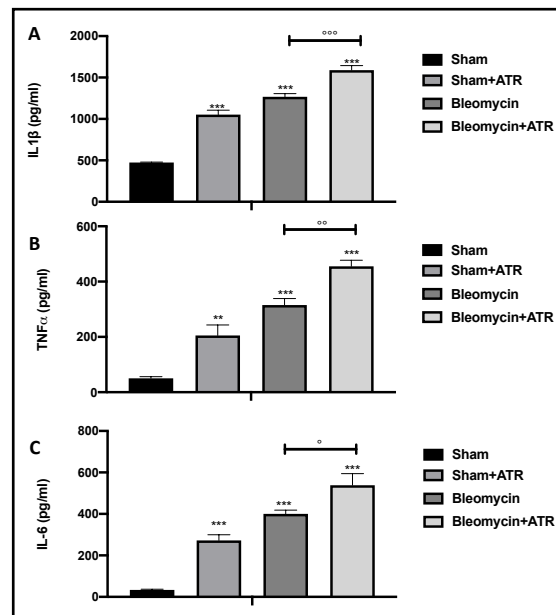 A
IL1β (pg/ml)
2000
1500
1000
500
0
***
***
***
°°°
Sham
Sham+ATR
Bleomycin
Bleomycin+ATR
B
TNFα (pg/ml)
600
400
200
0
**
***
***
°°
Sham
Sham+ATR
Bleomycin
Bleomycin+ATR
C
IL-6 (pg/ml)
800
600
400
200
0
***
***
***
°
Sham
Sham+ATR
Bleomycin
Bleomycin+ATR